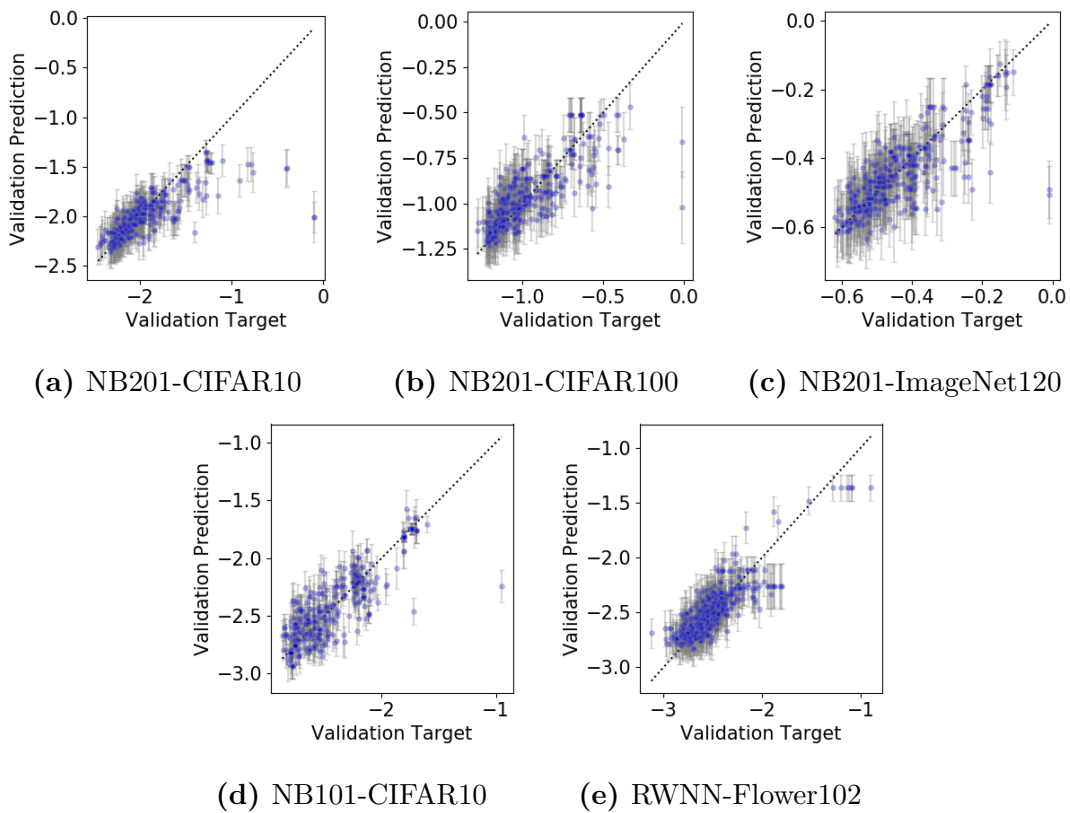 0.0
−0.5
−1.0
−1.5
−2.0
−2.5
Validation Prediction
−2
−1
0
Validation Target
0.00
−0.25
−0.50
−0.75
−1.00
−1.25
Validation Prediction
−1.0
−0.5
0.0
Validation Target
0.0
−0.2
−0.4
−0.6
Validation Prediction
−0.6
−0.4
−0.2
0.0
Validation Target
(a) NB201-CIFAR10
(b) NB201-CIFAR100
(c) NB201-ImageNet120
−1.0
−1.5
−2.0
−2.5
−3.0
Validation Prediction
−2
−1
Validation Target
−1.0
−1.5
−2.0
−2.5
−3.0
Validation Prediction
−3
−2
−1
Validation Target
(d) NB101-CIFAR10
(e) RWNN-Flower102